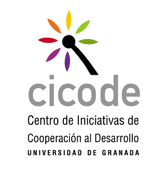 cicode
Centro de Iniciativas de
Cooperación al Desarrollo
UNIVERSIDAD DE GRANADA